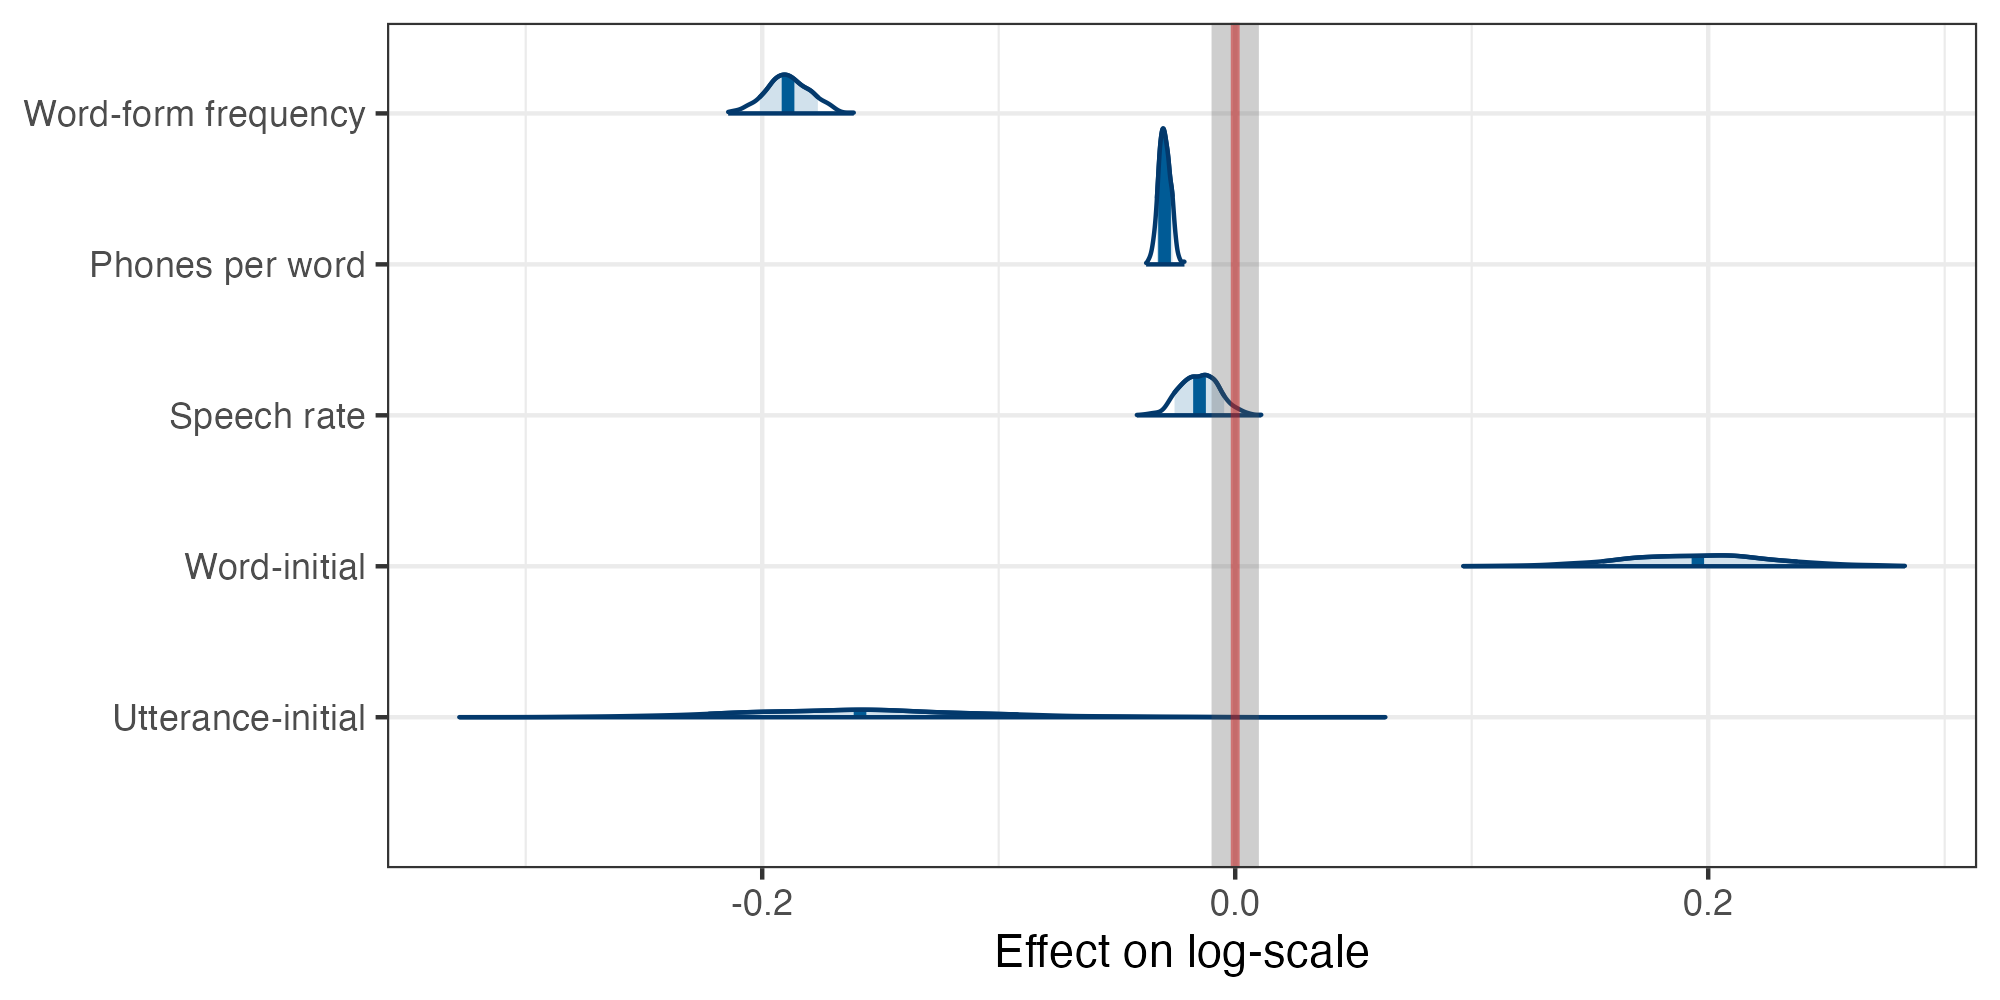 Word-form frequency
Phones per word
Speech rate
Word-initial
Utterance-initial
-0.2 0.0 0.2
Effect on log-scale